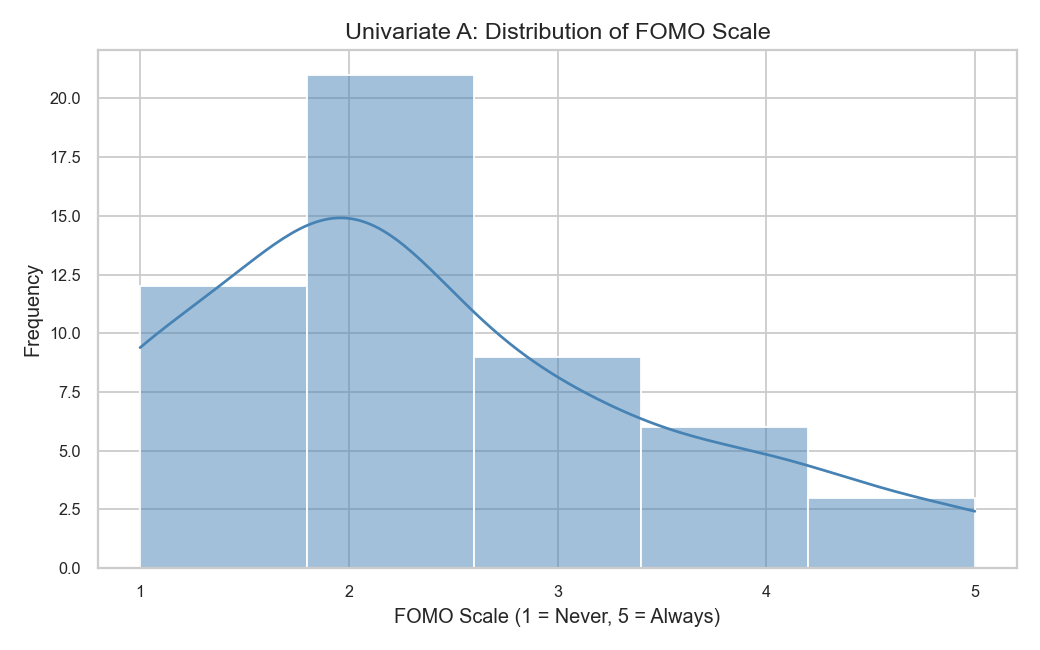 Univariate A: Distribution of FOMO Scale
Frequency
20.0
17.5
15.0
12.5
10.0
7.5
5.0
2.5
0.0
1 2 3 4 5
FOMO Scale (1 = Never, 5 = Always)